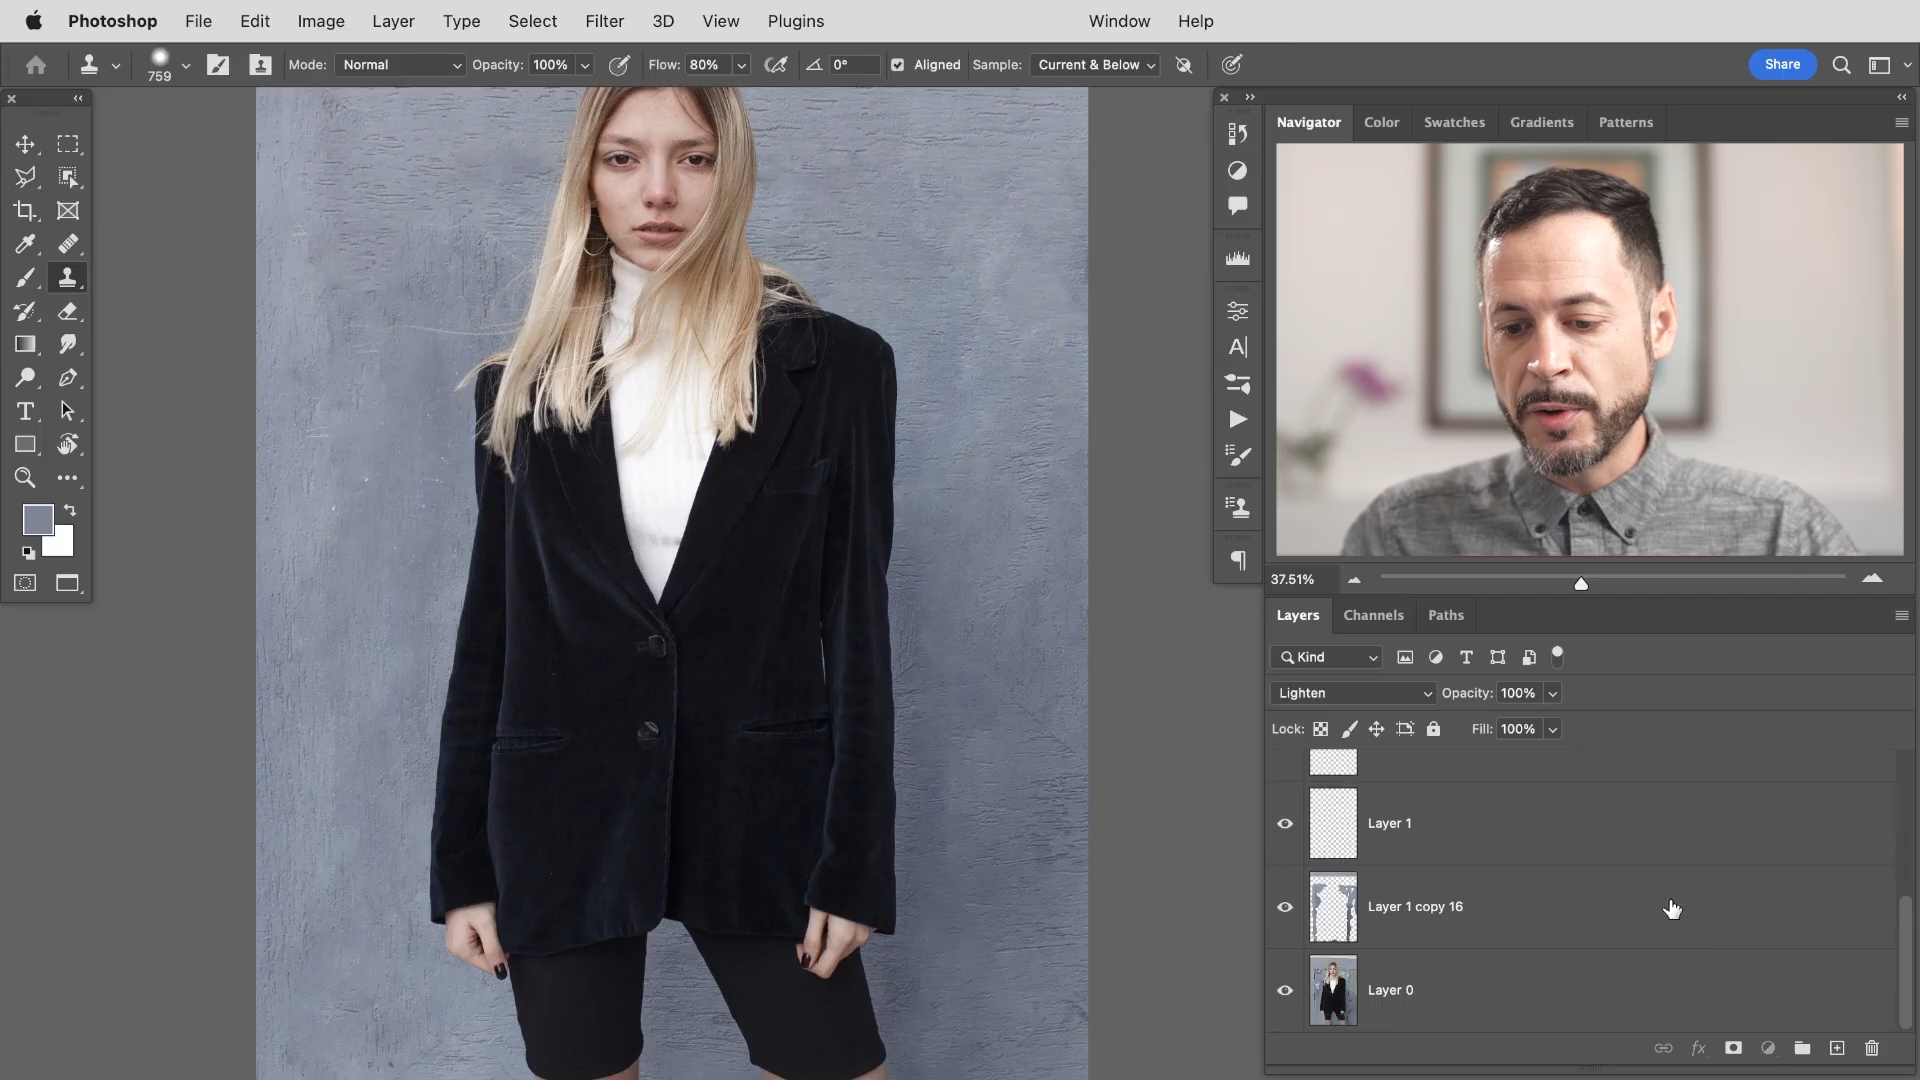 Photoshop File Edit Image Layer Type Select Filter 3D View Plugins Window Help
759 Mode: Normal Opacity: 100% Flow: 80% 0° Aligned Sample: Current & Below Share
Navigator Color Swatches Gradients Patterns
37.51%
Layers Channels Paths
Kind
Lighten Opacity: 100%
Lock: Fill: 100%
Layer 1
Layer 1 copy 16
Layer 0